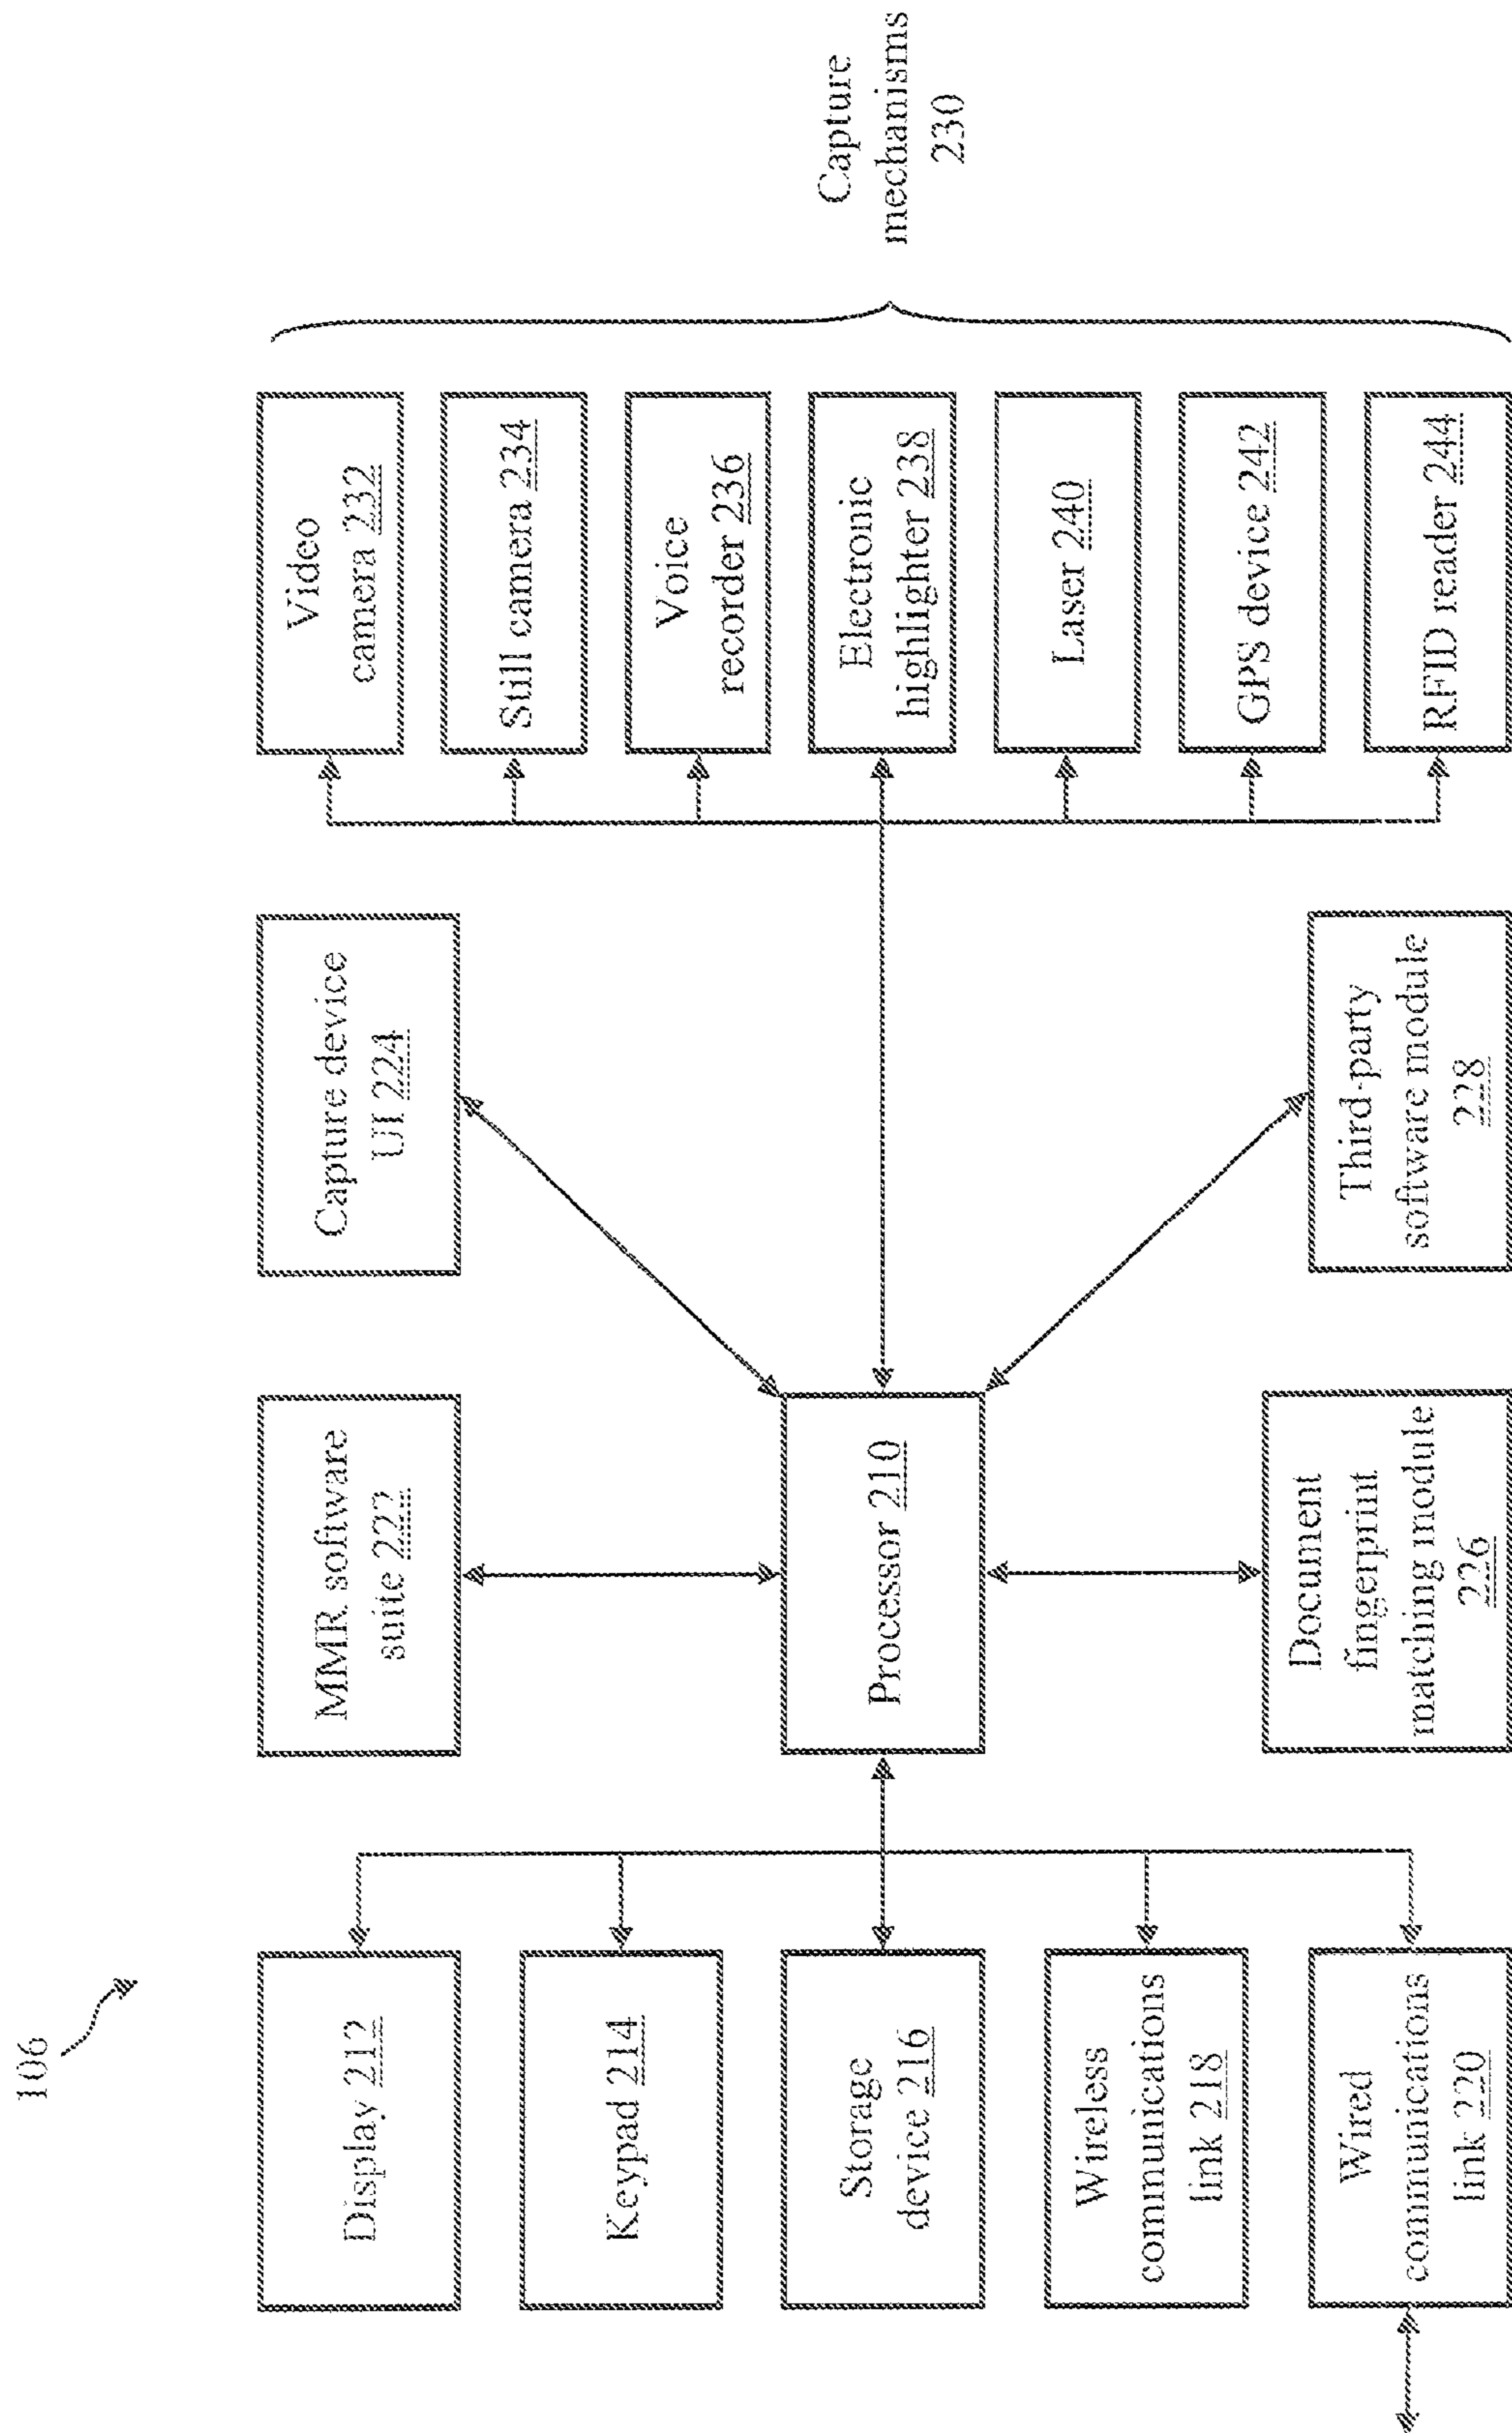 106
Display 212
Keypad 214
Storage
device 216
Wireless
communications
link 218
Wired
communications
link 220
MMR software
suite 222
Processor 210
Document
fingerprint
matching module
226
Capture device
UI 224
Third-party
software module
228
Video
camera 232
Still camera 234
Voice
recorder 236
Electronic
highlighter 238
Laser 240
GPS device 242
RFID reader 244
Capture
mechanisms
230